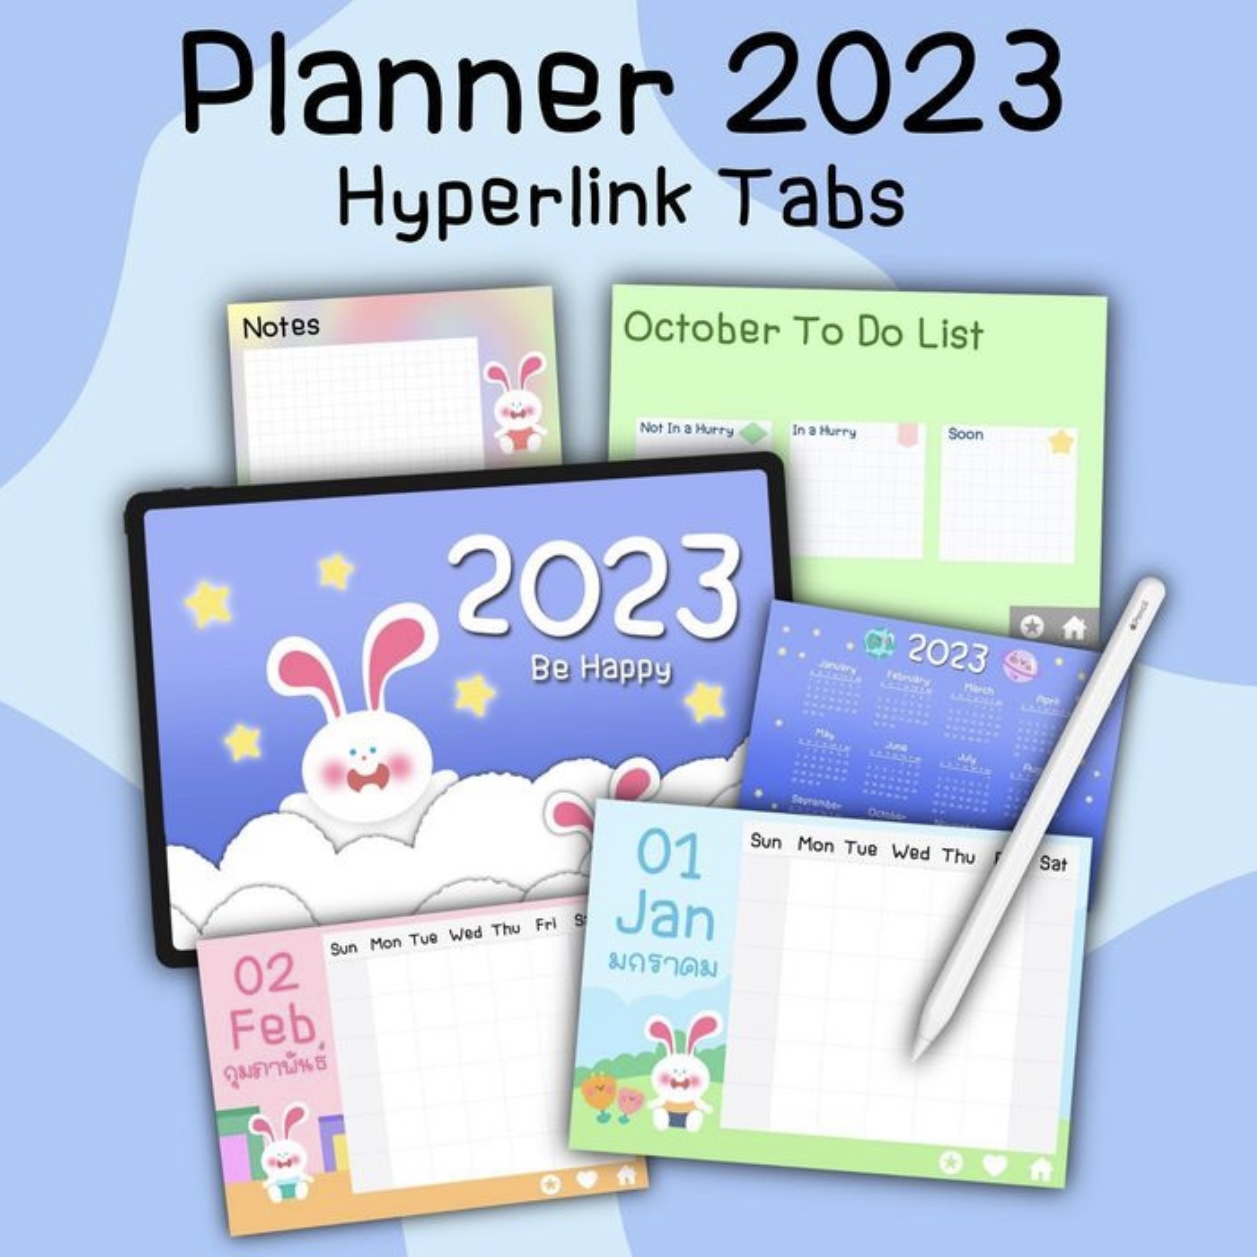 Planner 2023
Hyperlink Tabs
Notes
October To Do List
Not In a Hurry
In a Hurry
Soon
2023
Be Happy
2023
January February March April
May June July
September October
01
Jan
มกราคม
Sun Mon Tue Wed Thu F Sat
02
Feb
กุมภาพันธ์
Sun Mon Tue Wed Thu Fri S
Pencil